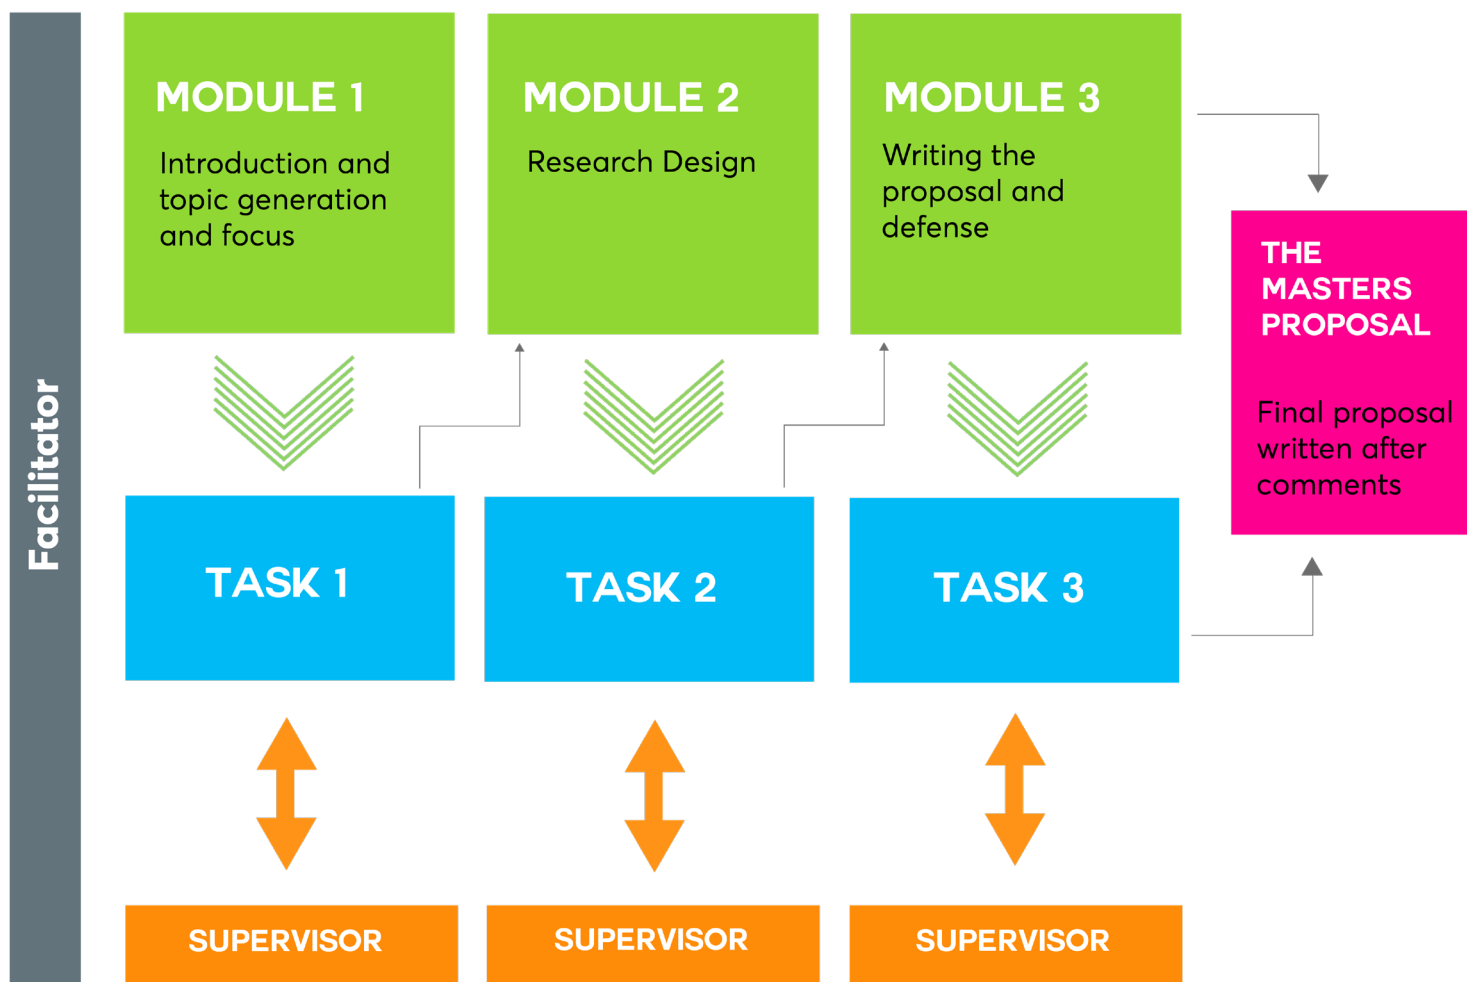 Facilitator
MODULE 1
Introduction and
topic generation
and focus
MODULE 2
Research Design
MODULE 3
Writing the
proposal and
defense
THE
MASTERS
PROPOSAL
Final proposal
written after
comments
TASK 1
TASK 2
TASK 3
SUPERVISOR
SUPERVISOR
SUPERVISOR